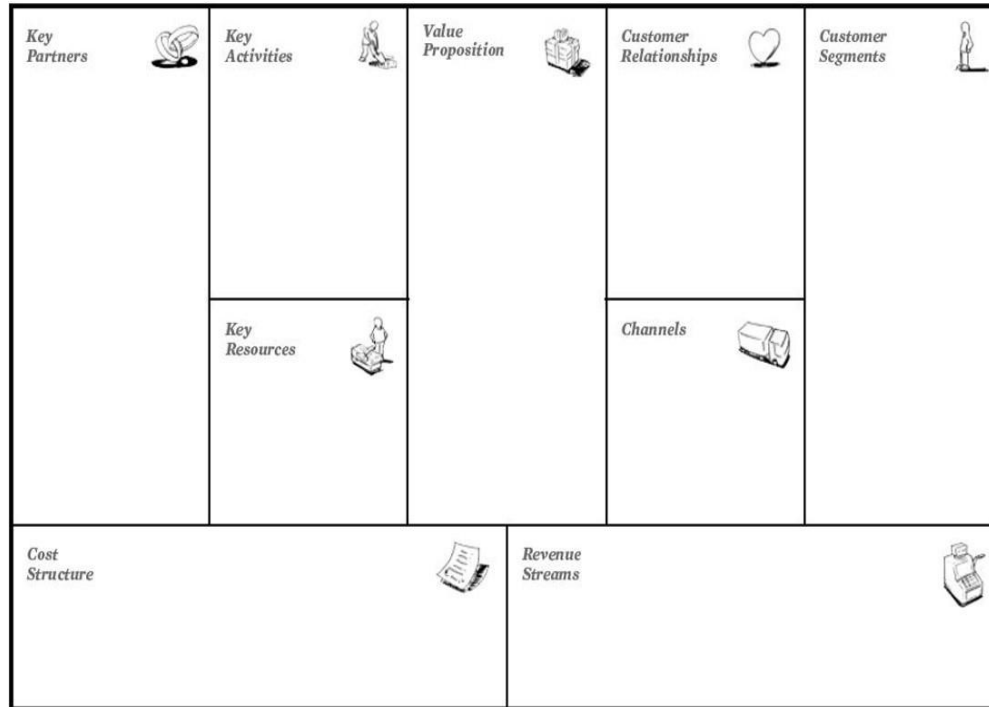 Key
Partners
Key
Activities
Value
Proposition
Customer
Relationships
Customer
Segments
Key
Resources
Channels
Cost
Structure
Revenue
Streams